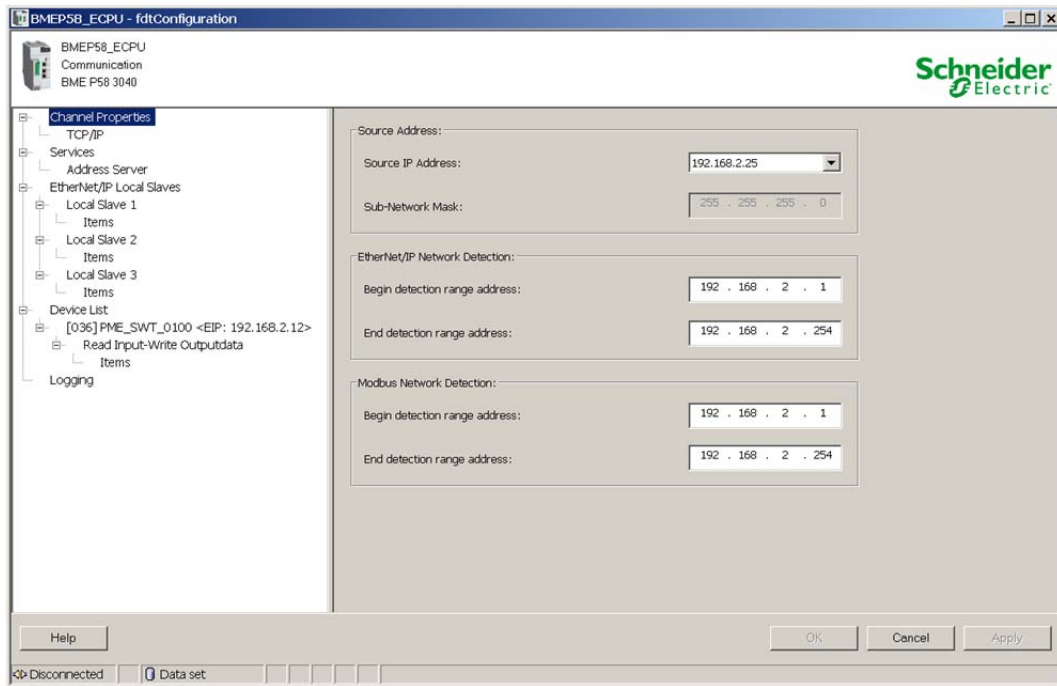 BMEP58_ECPU - fdtConfiguration
BMEP58_ECPU
Communication
BME P58 3040
Schneider
Electric
Channel Properties
TCP/IP
Services
Address Server
EtherNet/IP Local Slaves
Local Slave 1
Items
Local Slave 2
Items
Local Slave 3
Items
Device List
[036] PME_SWT_0100 <EIP: 192.168.2.12>
Read Input-Write Outputdata
Items
Logging
Source Address:
Source IP Address: 192.168.2.25
Sub-Network Mask: 255 . 255 . 255 . 0
EtherNet/IP Network Detection:
Begin detection range address: 192 . 168 . 2 . 1
End detection range address: 192 . 168 . 2 . 254
Modbus Network Detection:
Begin detection range address: 192 . 168 . 2 . 1
End detection range address: 192 . 168 . 2 . 254
Help OK Cancel Apply
Disconnected Data set